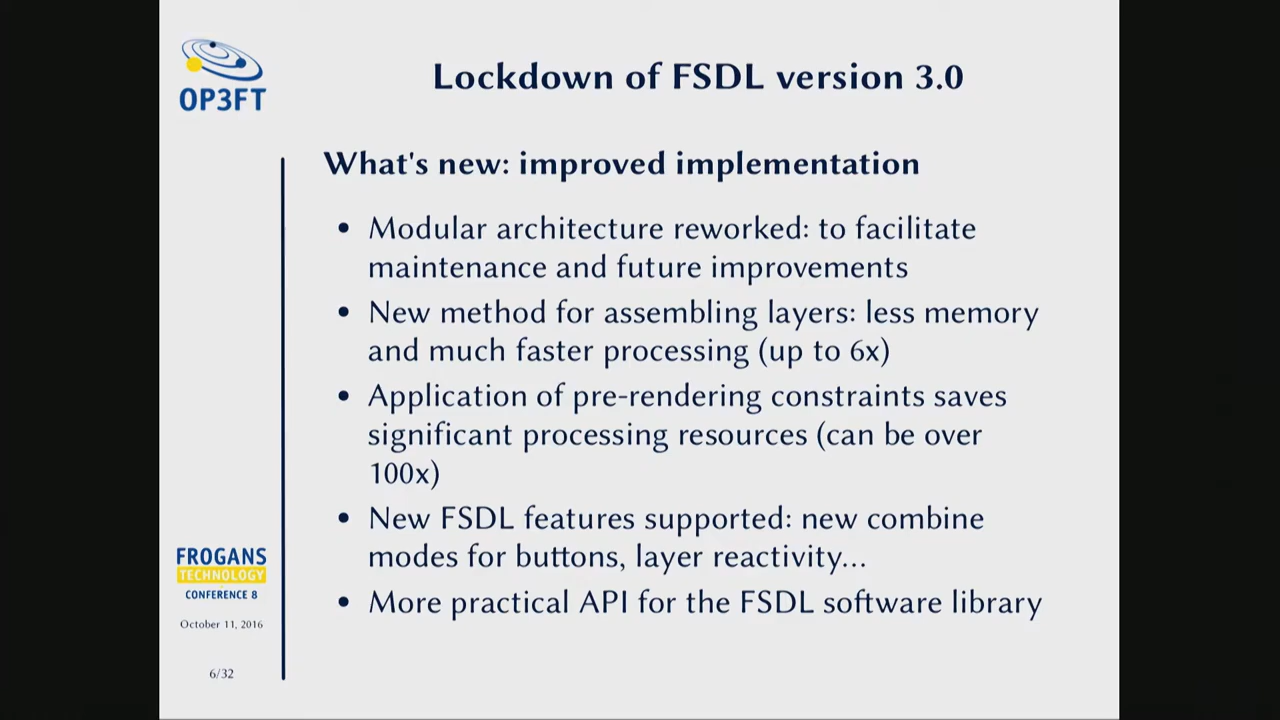 OP3FT
Lockdown of FSDL version 3.0
What's new: improved implementation
• Modular architecture reworked: to facilitate
maintenance and future improvements
• New method for assembling layers: less memory
and much faster processing (up to 6x)
• Application of pre-rendering constraints saves
significant processing resources (can be over
100x)
• New FSDL features supported: new combine
modes for buttons, layer reactivity...
• More practical API for the FSDL software library
FROGANS
TECHNOLOGY
CONFERENCE 8
October 11, 2016
6/32